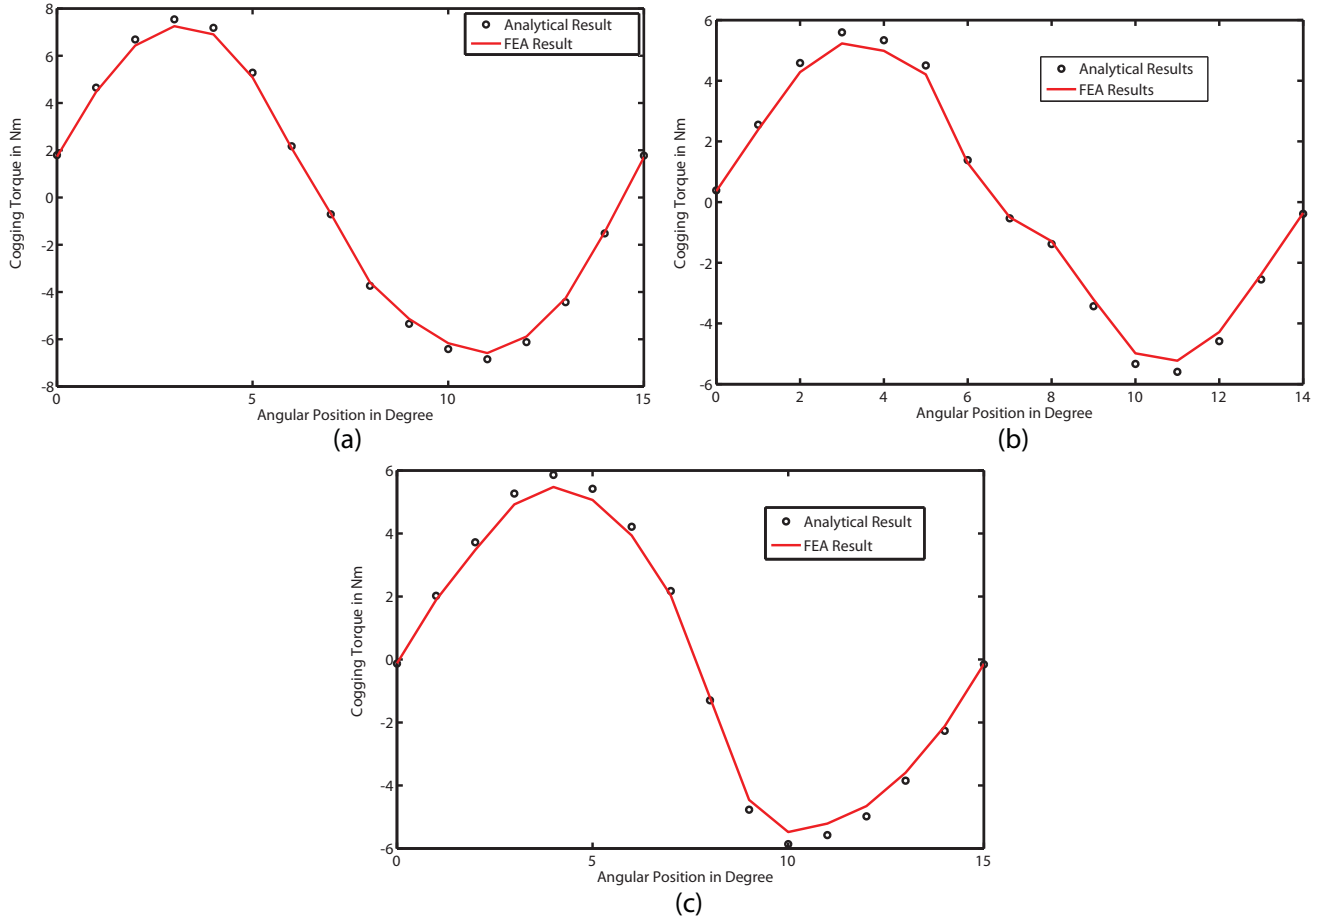 8
6
4
2
0
-2
-4
-6
-8
0
5
10
15
Cogging Torque in Nm
Angular Position in Degree
Analytical Result
FEA Result
(a)
6
4
2
0
-2
-4
-6
0
2
4
6
8
10
12
14
Cogging Torque in Nm
Angular Position in Degree
Analytical Results
FEA Results
(b)
6
4
2
0
-2
-4
-6
0
5
10
15
Cogging Torque in Nm
Angular Position in Degree
Analytical Result
FEA Result
(c)